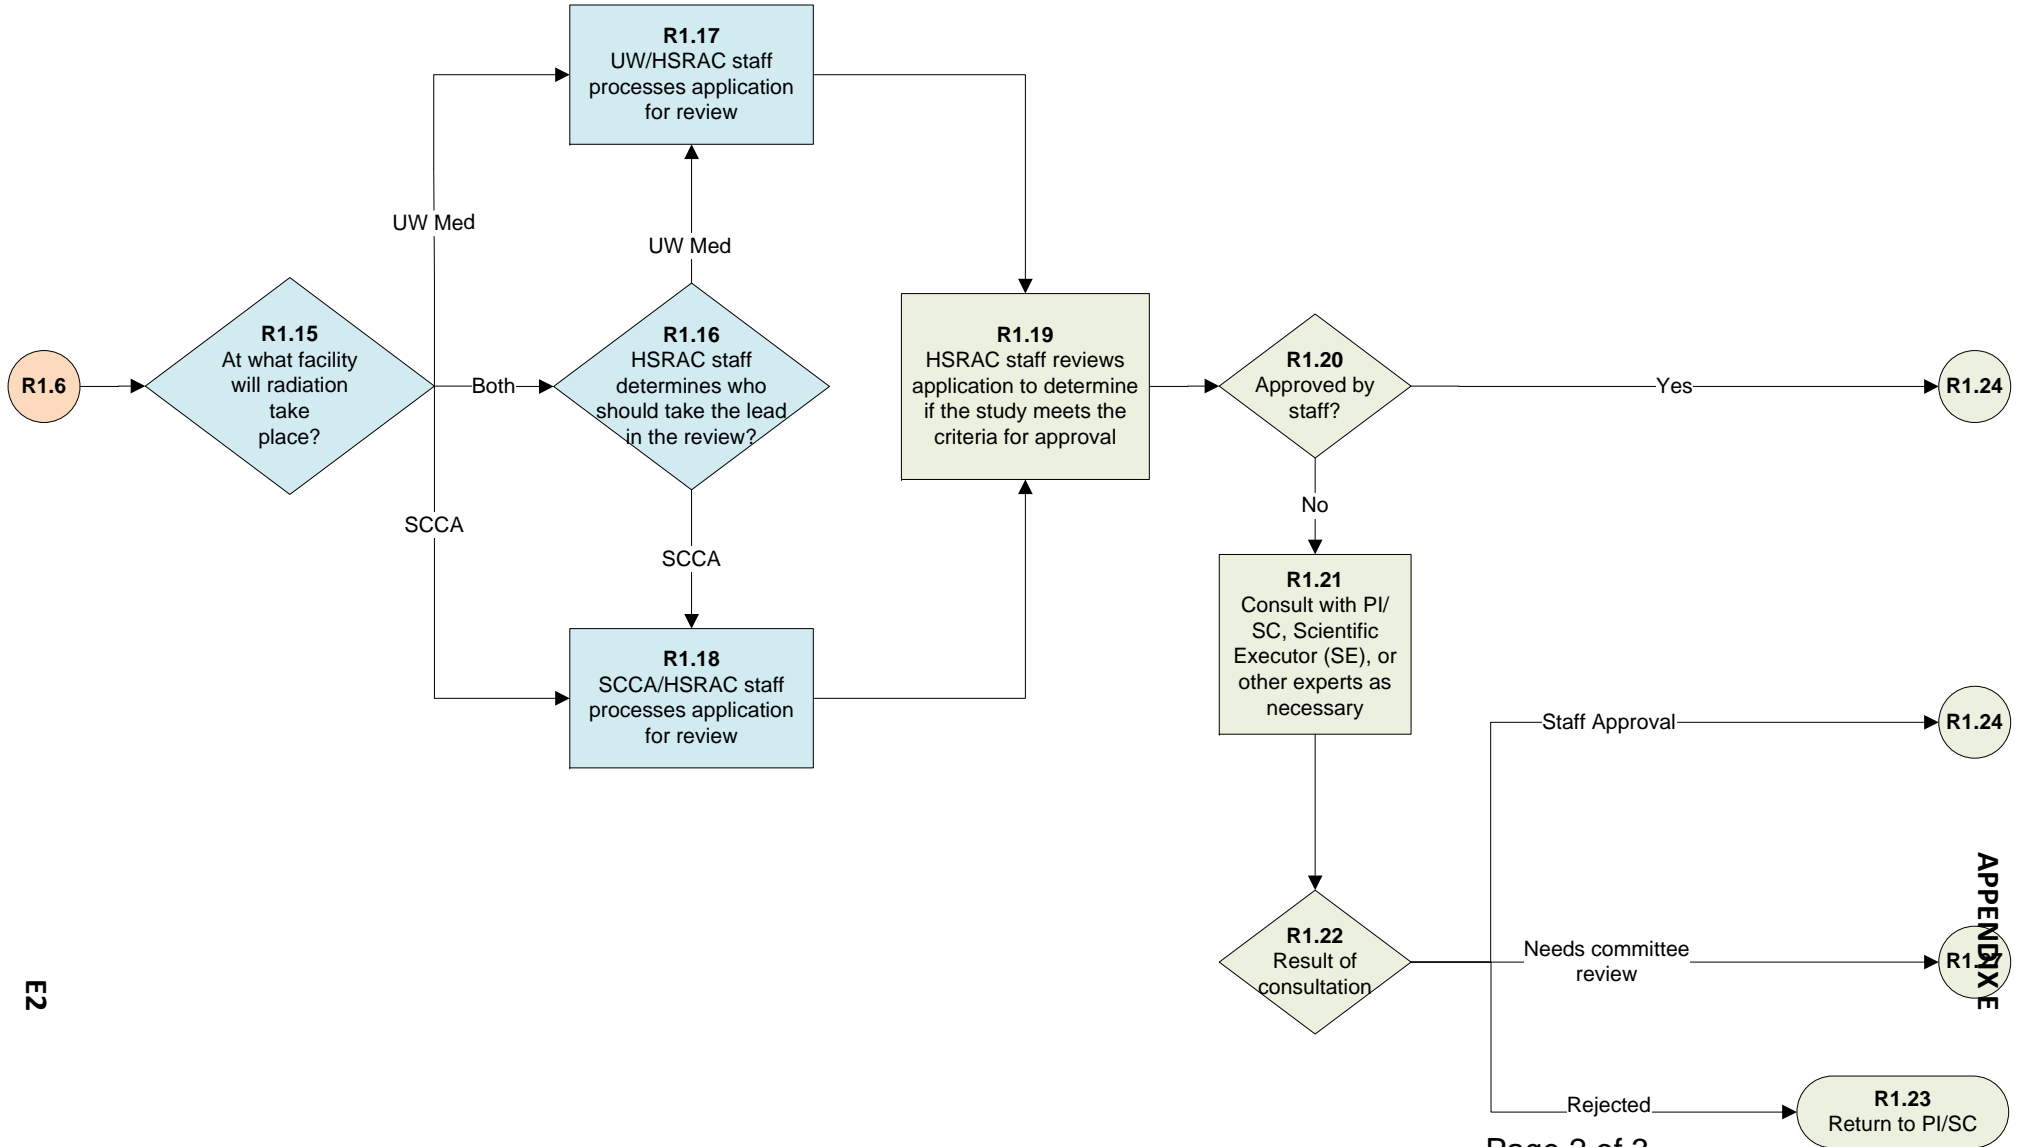 R1.17
UW/HSRAC staff
processes application
for review
UW Med
UW Med
R1.6
R1.15
At what facility
will radiation
take
place?
Both
R1.16
HSRAC staff
determines who
should take the lead
in the review?
R1.19
HSRAC staff reviews
application to determine
if the study meets the
criteria for approval
R1.20
Approved by
staff?
Yes
R1.24
No
SCCA
SCCA
R1.18
SCCA/HSRAC staff
processes application
for review
R1.21
Consult with PI/
SC, Scientific
Executor (SE), or
other experts as
necessary
Staff Approval
R1.24
R1.22
Result of
consultation
Needs committee
review
APPENDIX E
E2
Rejected
R1.23
Return to PI/SC
Page 2 of 3